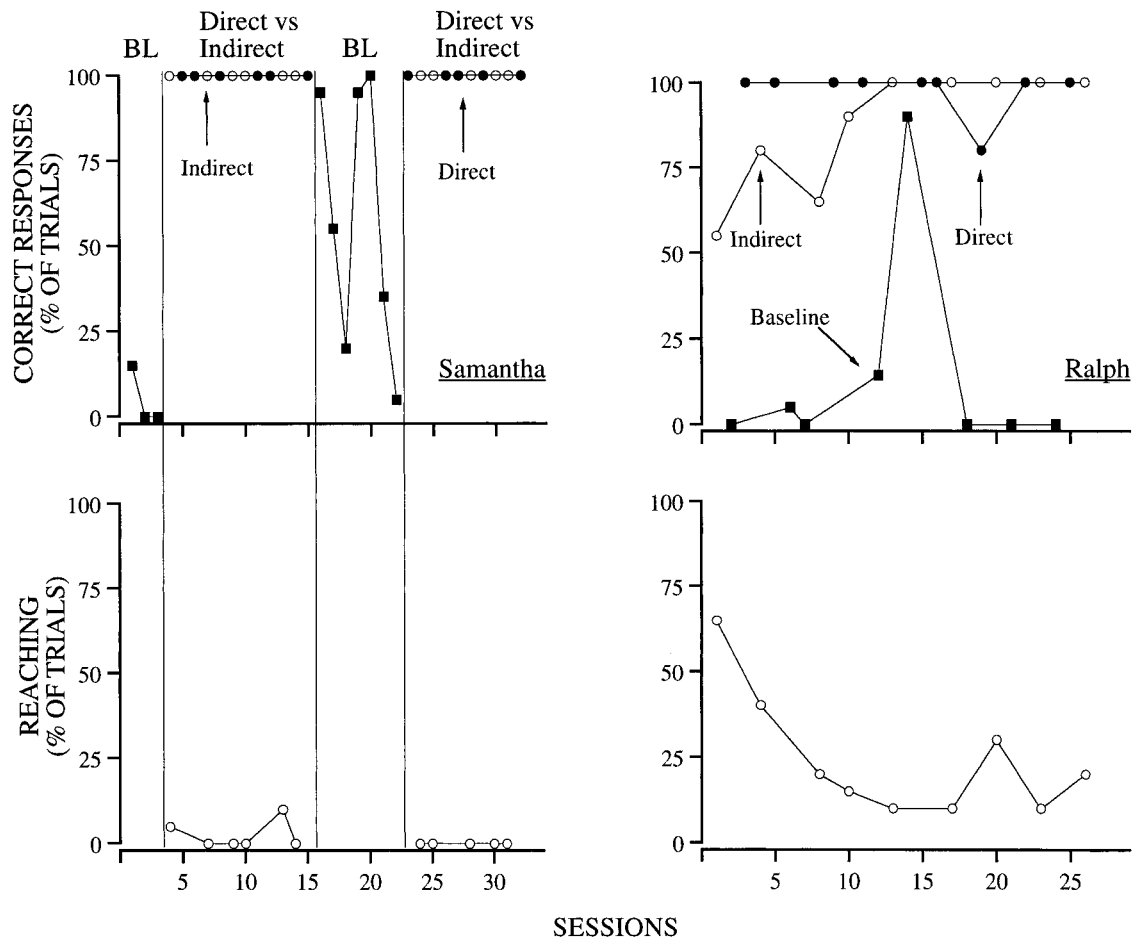 BL
Direct vs
Indirect
BL
Direct vs
Indirect
CORRECT RESPONSES
(% OF TRIALS)
100
75
50
25
0
Indirect
Direct
Samantha
100
75
50
25
0
Indirect
Direct
Baseline
Ralph
REACHING
(% OF TRIALS)
100
75
50
25
0
5 10 15 20 25 30
100
75
50
25
0
5 10 15 20 25
SESSIONS